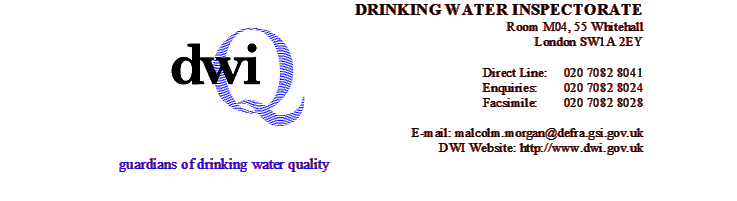 DRINKING WATER INSPECTORATE
Room M04, 55 Whitehall
London SW1A 2EY
dwi Q
Direct Line: 020 7082 8041
Enquiries: 020 7082 8024
Facsimile: 020 7082 8028
E-mail: malcolm.morgan@defra.gsi.gov.uk
DWI Website: http://www.dwi.gov.uk
guardians of drinking water quality